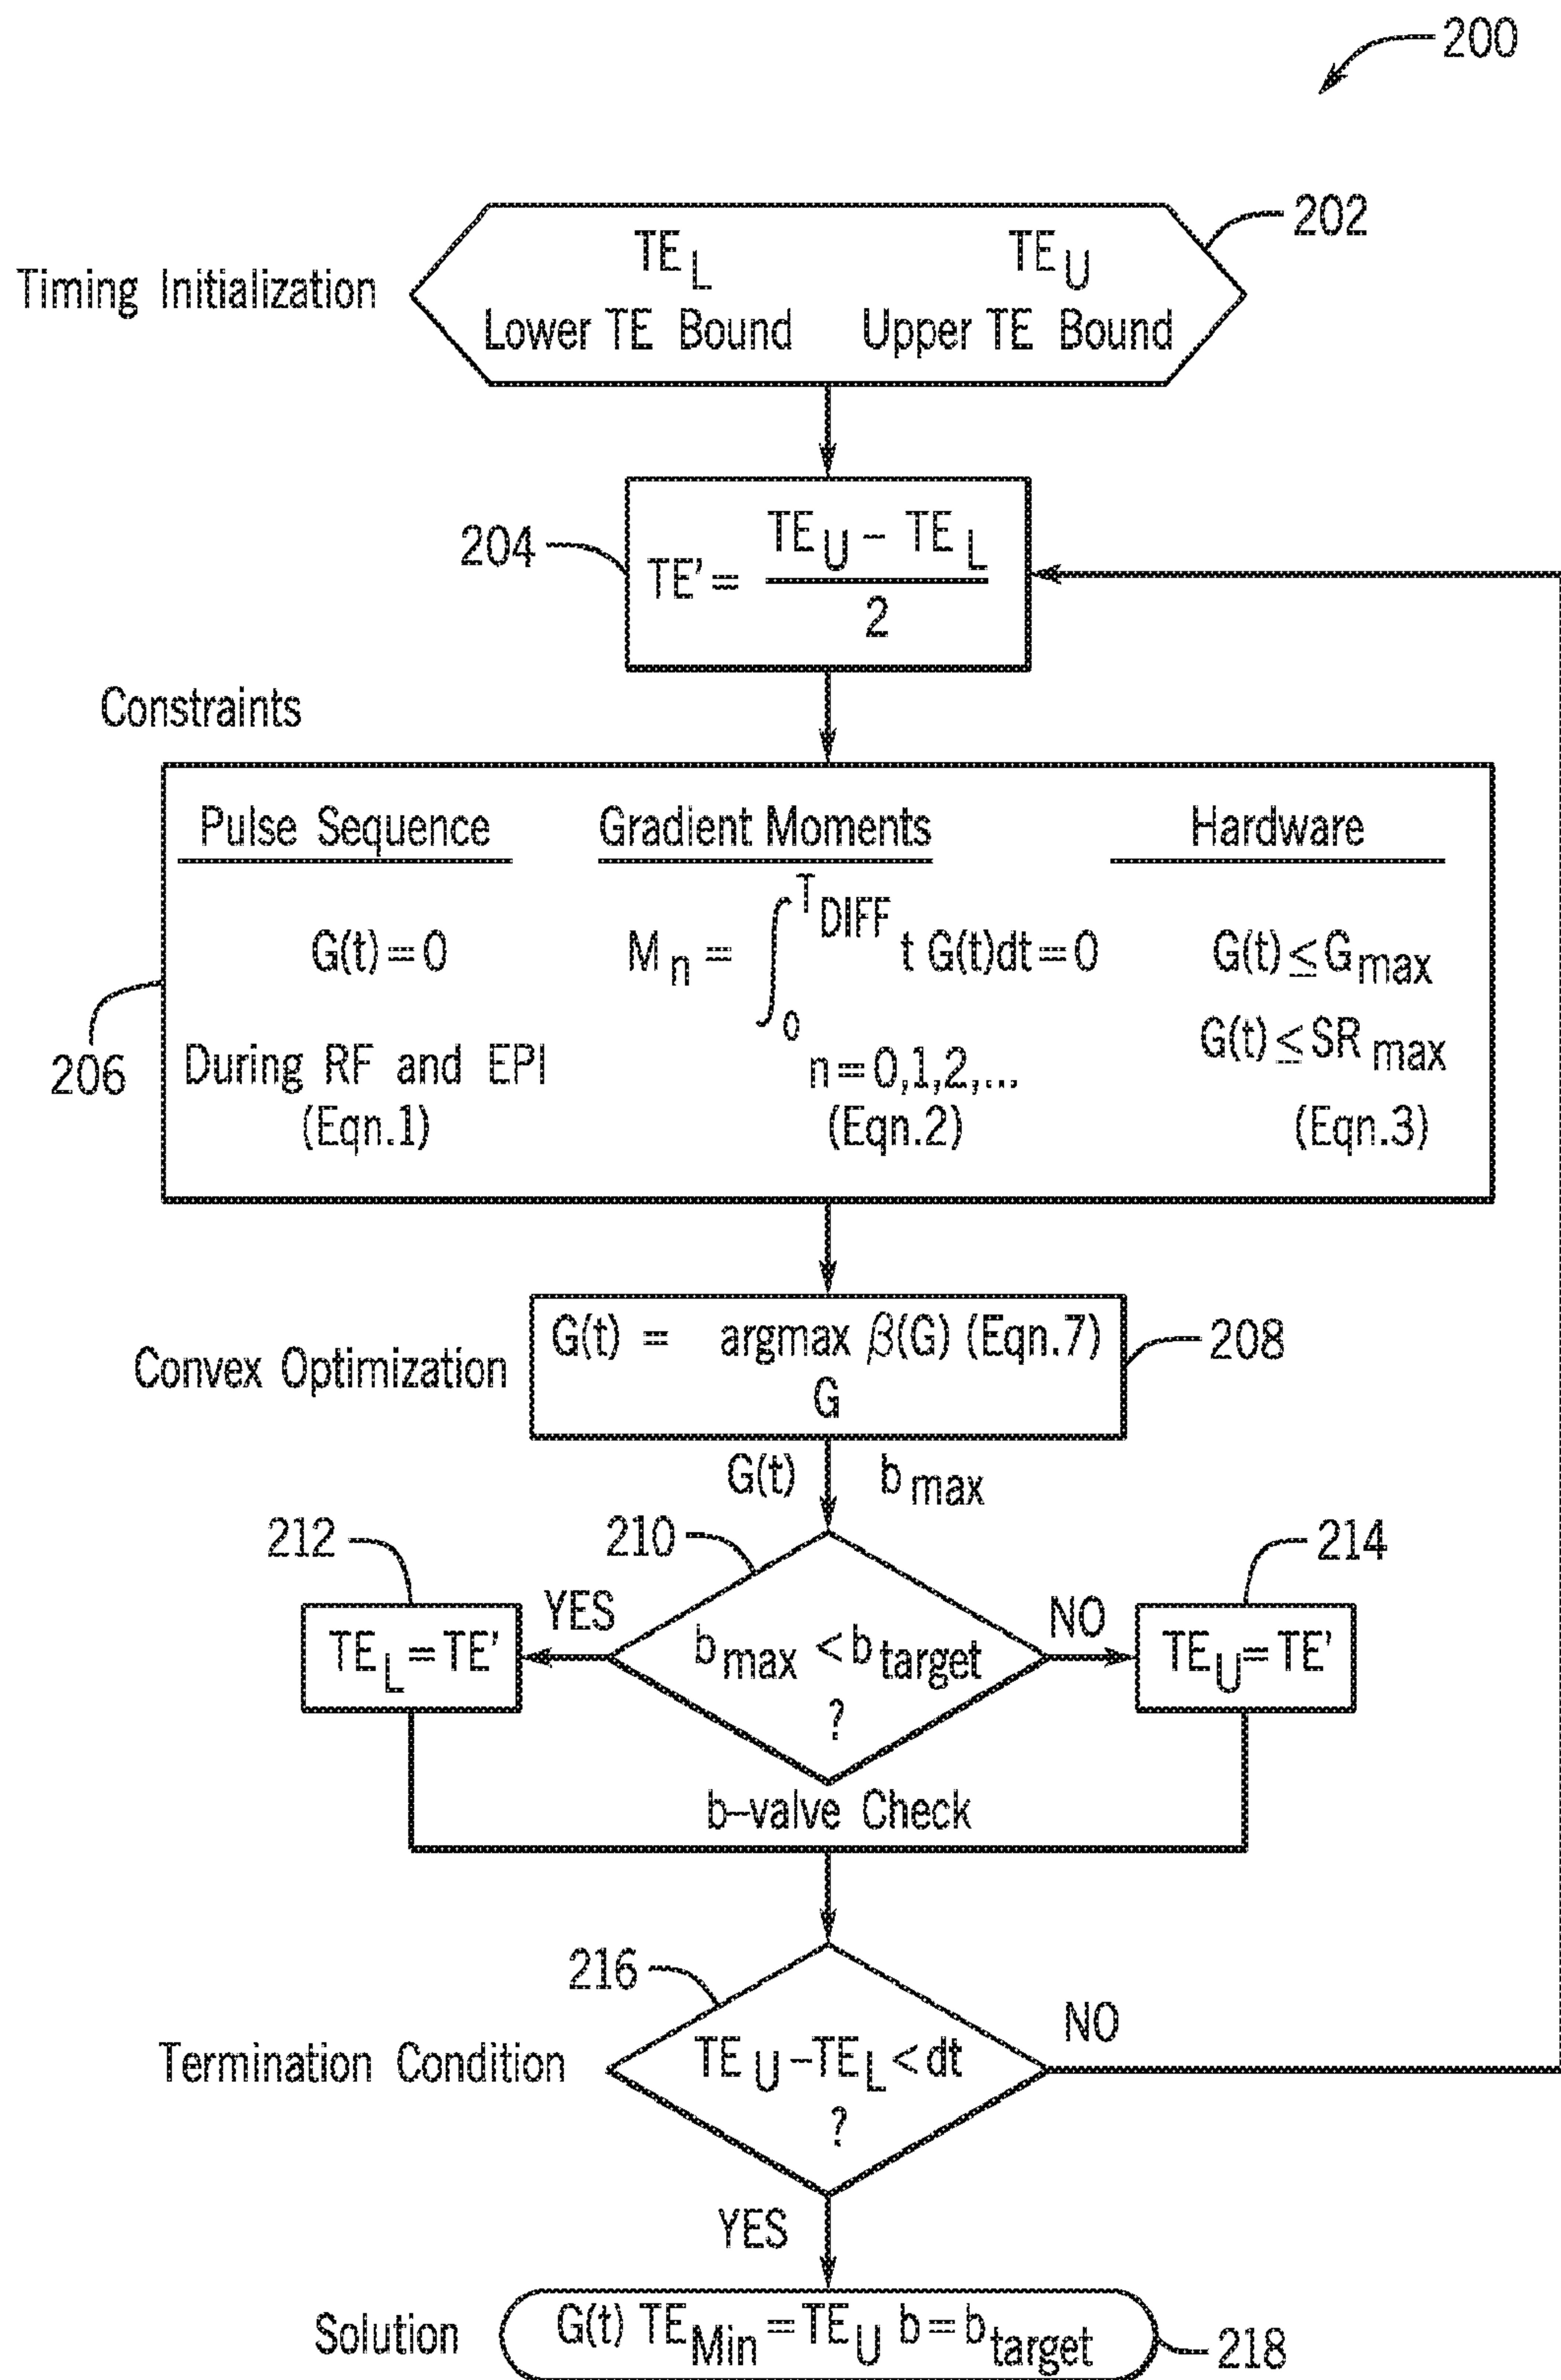 200
202
TE L TE U
Timing Initialization
Lower TE Bound Upper TE Bound
204
TE' = TE U – TE L
2
Constraints
Pulse Sequence Gradient Moments Hardware
G(t) = 0
M n = ∫ 0 T DIFF t G(t)dt = 0
G(t) ≤ G max
G(t) ≤ SR max
206
During RF and EPI
n = 0,1,2,...
(Eqn.1) (Eqn.2) (Eqn.3)
G(t) = argmax β(G) (Eqn.7)
G
208
Convex Optimization
G(t) b max
212 210 214
YES NO
TE L = TE'
b max < b target
?
TE U = TE'
b–valve Check
216
NO
Termination Condition
TE U – TE L < dt
?
YES
Solution
G(t) TE Min = TE U b = b target
218